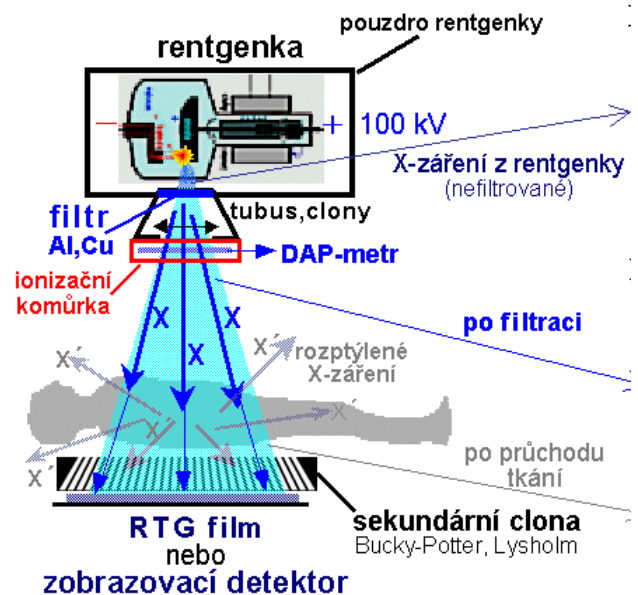 pouzdro rentgenky
rentgenka
−
+ 100 kV
X-záření z rentgenky
(nefiltrované)
filtr
Al,Cu
tubus,clony
DAP-metr
ionizační
komůrka
po filtraci
X
X
X
X´
X´
rozptýlené
X-záření
X´
X´
X´
po průchodu
tkání
sekundární clona
Bucky-Potter, Lysholm
RTG film
nebo
zobrazovací detektor